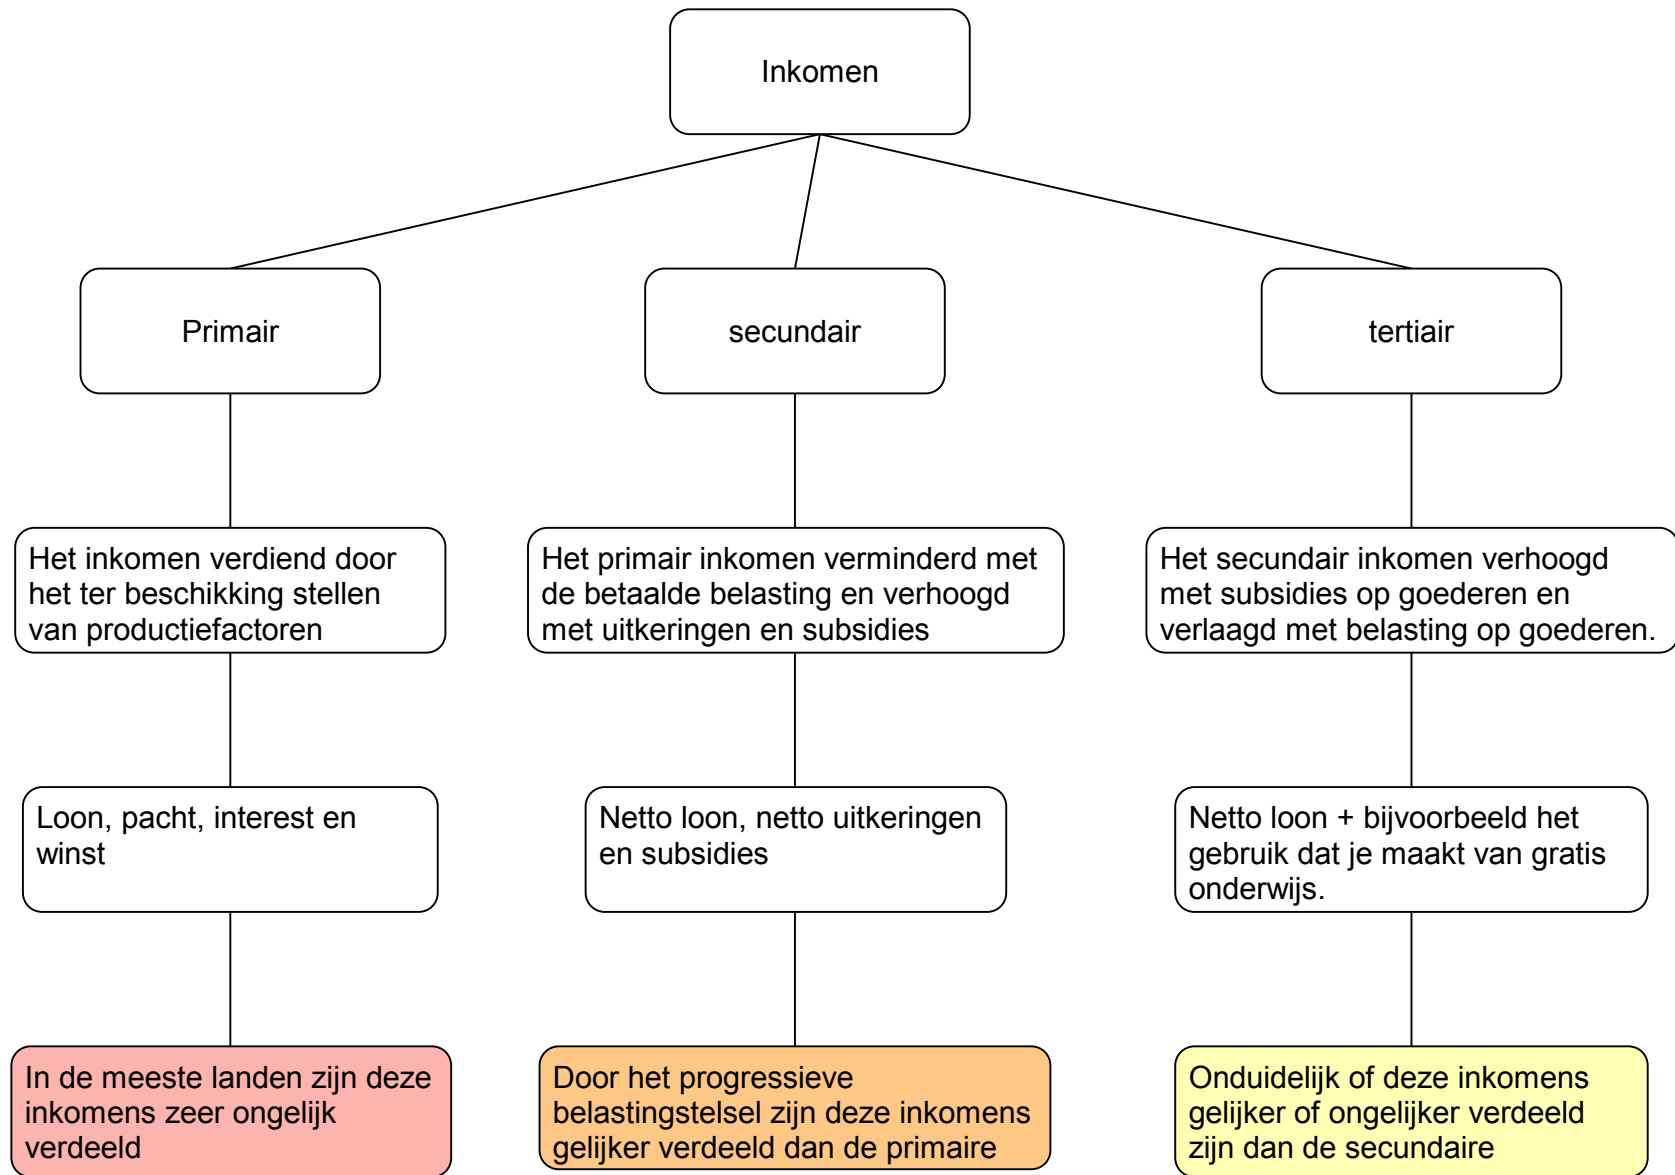 Inkomen
Primair
secundair
tertiair
Het inkomen verdiend door
het ter beschikking stellen
van productiefactoren
Het primair inkomen verminderd met
de betaalde belasting en verhoogd
met uitkeringen en subsidies
Het secundair inkomen verhoogd
met subsidies op goederen en
verlaagd met belasting op goederen.
Loon, pacht, interest en
winst
Netto loon, netto uitkeringen
en subsidies
Netto loon + bijvoorbeeld het
gebruik dat je maakt van gratis
onderwijs.
In de meeste landen zijn deze
inkomens zeer ongelijk
verdeeld
Door het progressieve
belastingstelsel zijn deze inkomens
gelijker verdeeld dan de primaire
Onduidelijk of deze inkomens
gelijker of ongelijker verdeeld
zijn dan de secundaire